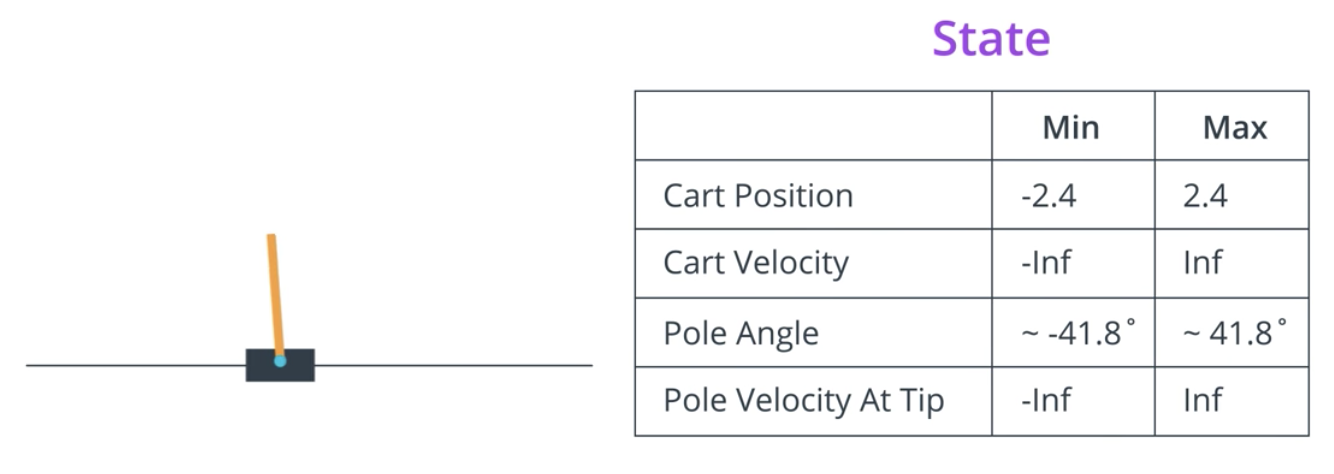 State
Min Max
Cart Position -2.4 2.4
Cart Velocity -Inf Inf
Pole Angle ~ -41.8° ~ 41.8°
Pole Velocity At Tip -Inf Inf